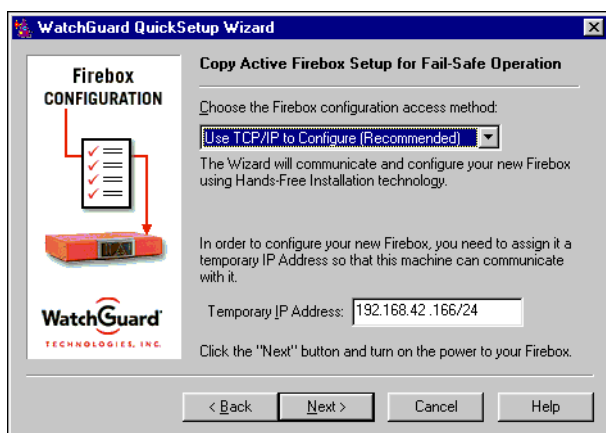 WatchGuard QuickSetup Wizard
Firebox
CONFIGURATION
WatchGuard
TECHNOLOGIES, INC.
Copy Active Firebox Setup for Fail-Safe Operation
Choose the Firebox configuration access method:
Use TCP/IP to Configure (Recommended)
The Wizard will communicate and configure your new Firebox
using Hands-Free Installation technology.
In order to configure your new Firebox, you need to assign it a
temporary IP Address so that this machine can communicate
with it.
Temporary IP Address: 192.168.42 .166/24
Click the "Next" button and turn on the power to your Firebox.
< Back Next > Cancel Help